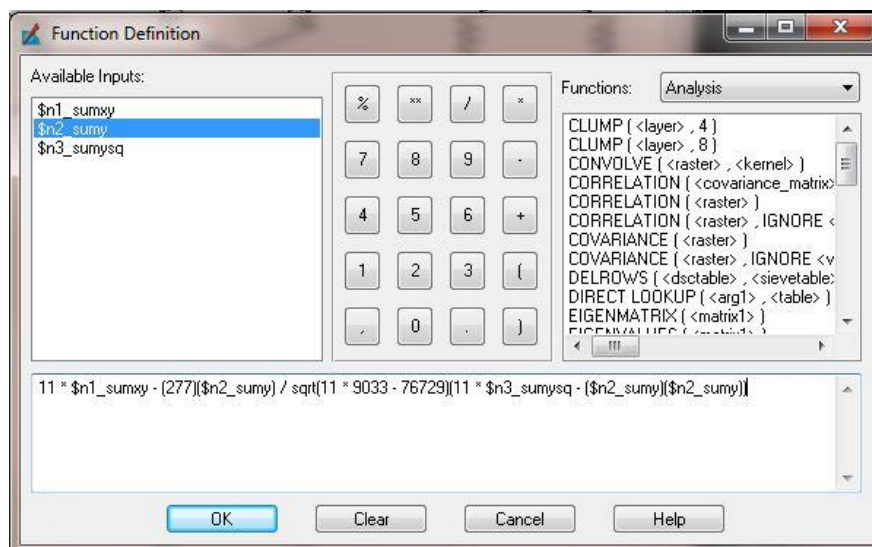 Function Definition
Available Inputs:
$n1_sumxy
$n2_sumy
$n3_sumysq
% ** / *
7 8 9 -
4 5 6 +
1 2 3 (
, 0 . )
Functions: Analysis
CLUMP ( <layer> , 4 )
CLUMP ( <layer> , 8 )
CONVOLVE ( <raster> , <kernel> )
CORRELATION ( <covariance_matrix>
CORRELATION ( <raster> )
CORRELATION ( <raster> , IGNORE <
COVARIANCE ( <raster> )
COVARIANCE ( <raster> , IGNORE <v
DELROWS ( <dsctable> , <sievetable>
DIRECT LOOKUP ( <arg1> , <table> )
EIGENMATRIX ( <matrix1> )
EIGENVALUES ( <matrix1> )
11 * $n1_sumxy - (277)($n2_sumy) / sqrt(11 * 9033 - 76729)(11 * $n3_sumysq - ($n2_sumy)($n2_sumy))
OK Clear Cancel Help